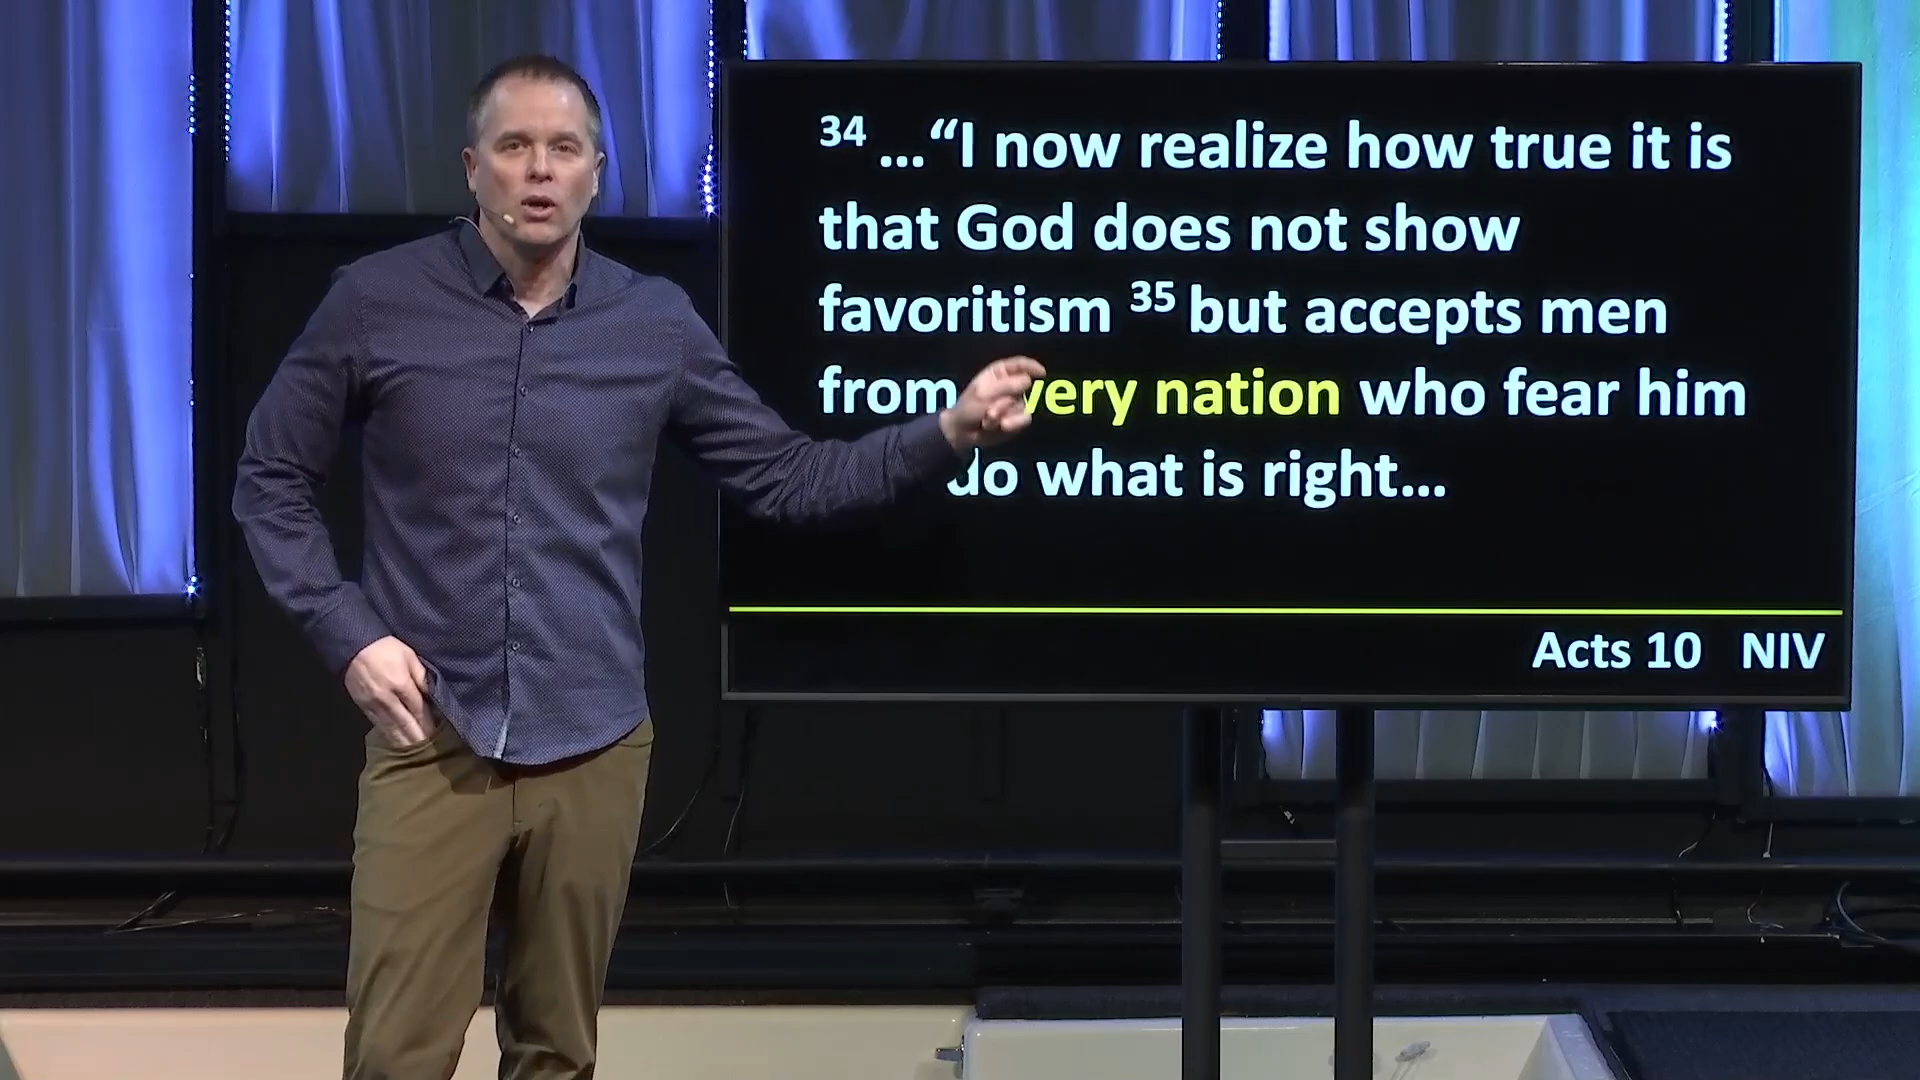 34 ...“I now realize how true it is
that God does not show
favoritism 35 but accepts men
from very nation who fear him
do what is right...
Acts 10 NIV